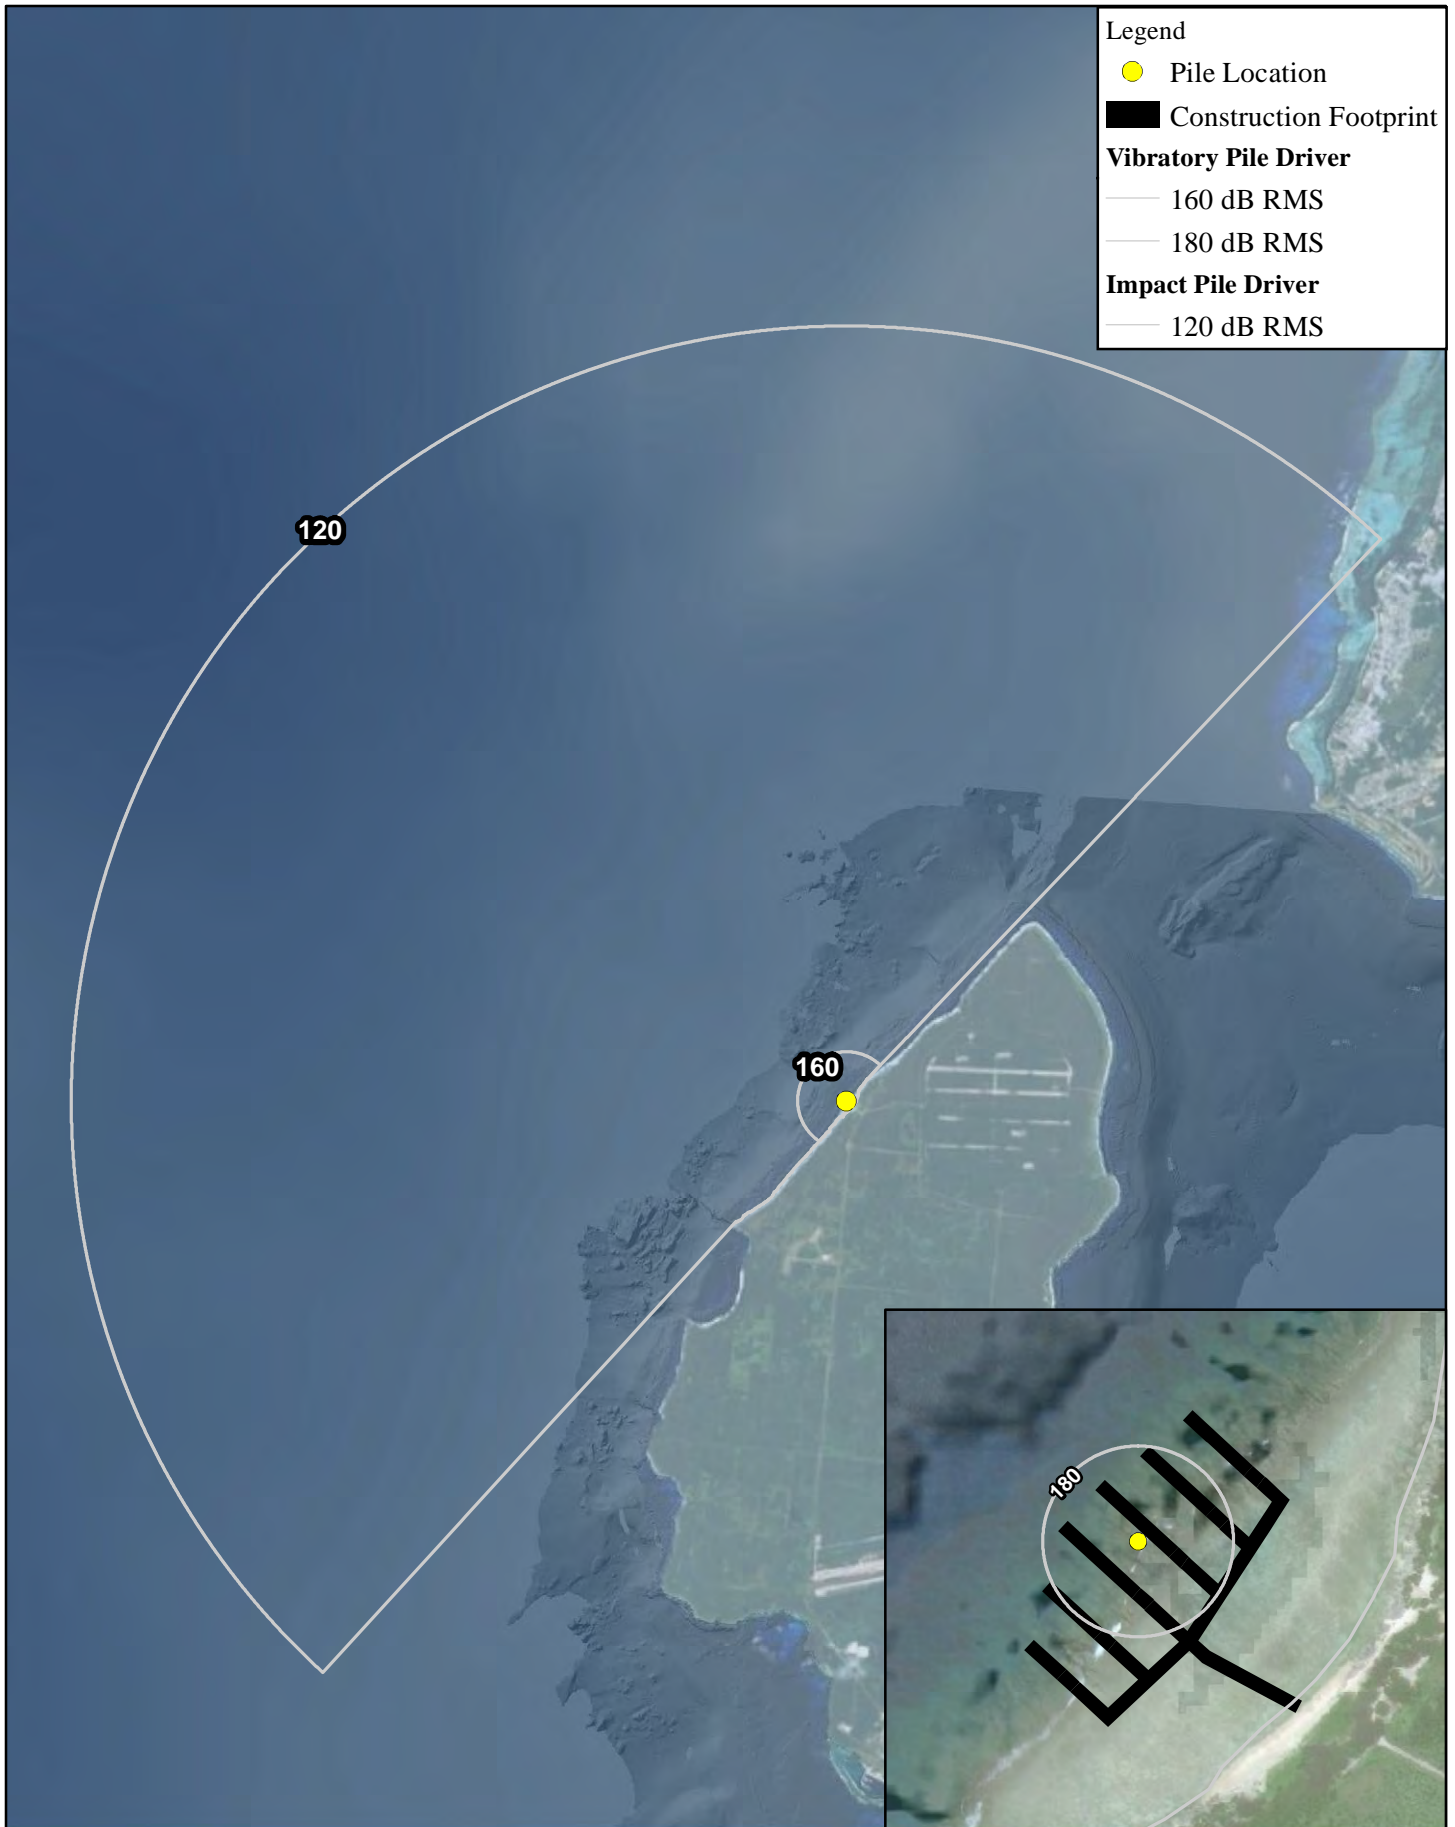 Legend
Pile Location
Construction Footprint
Vibratory Pile Driver
160 dB RMS
180 dB RMS
Impact Pile Driver
120 dB RMS
120
160
180